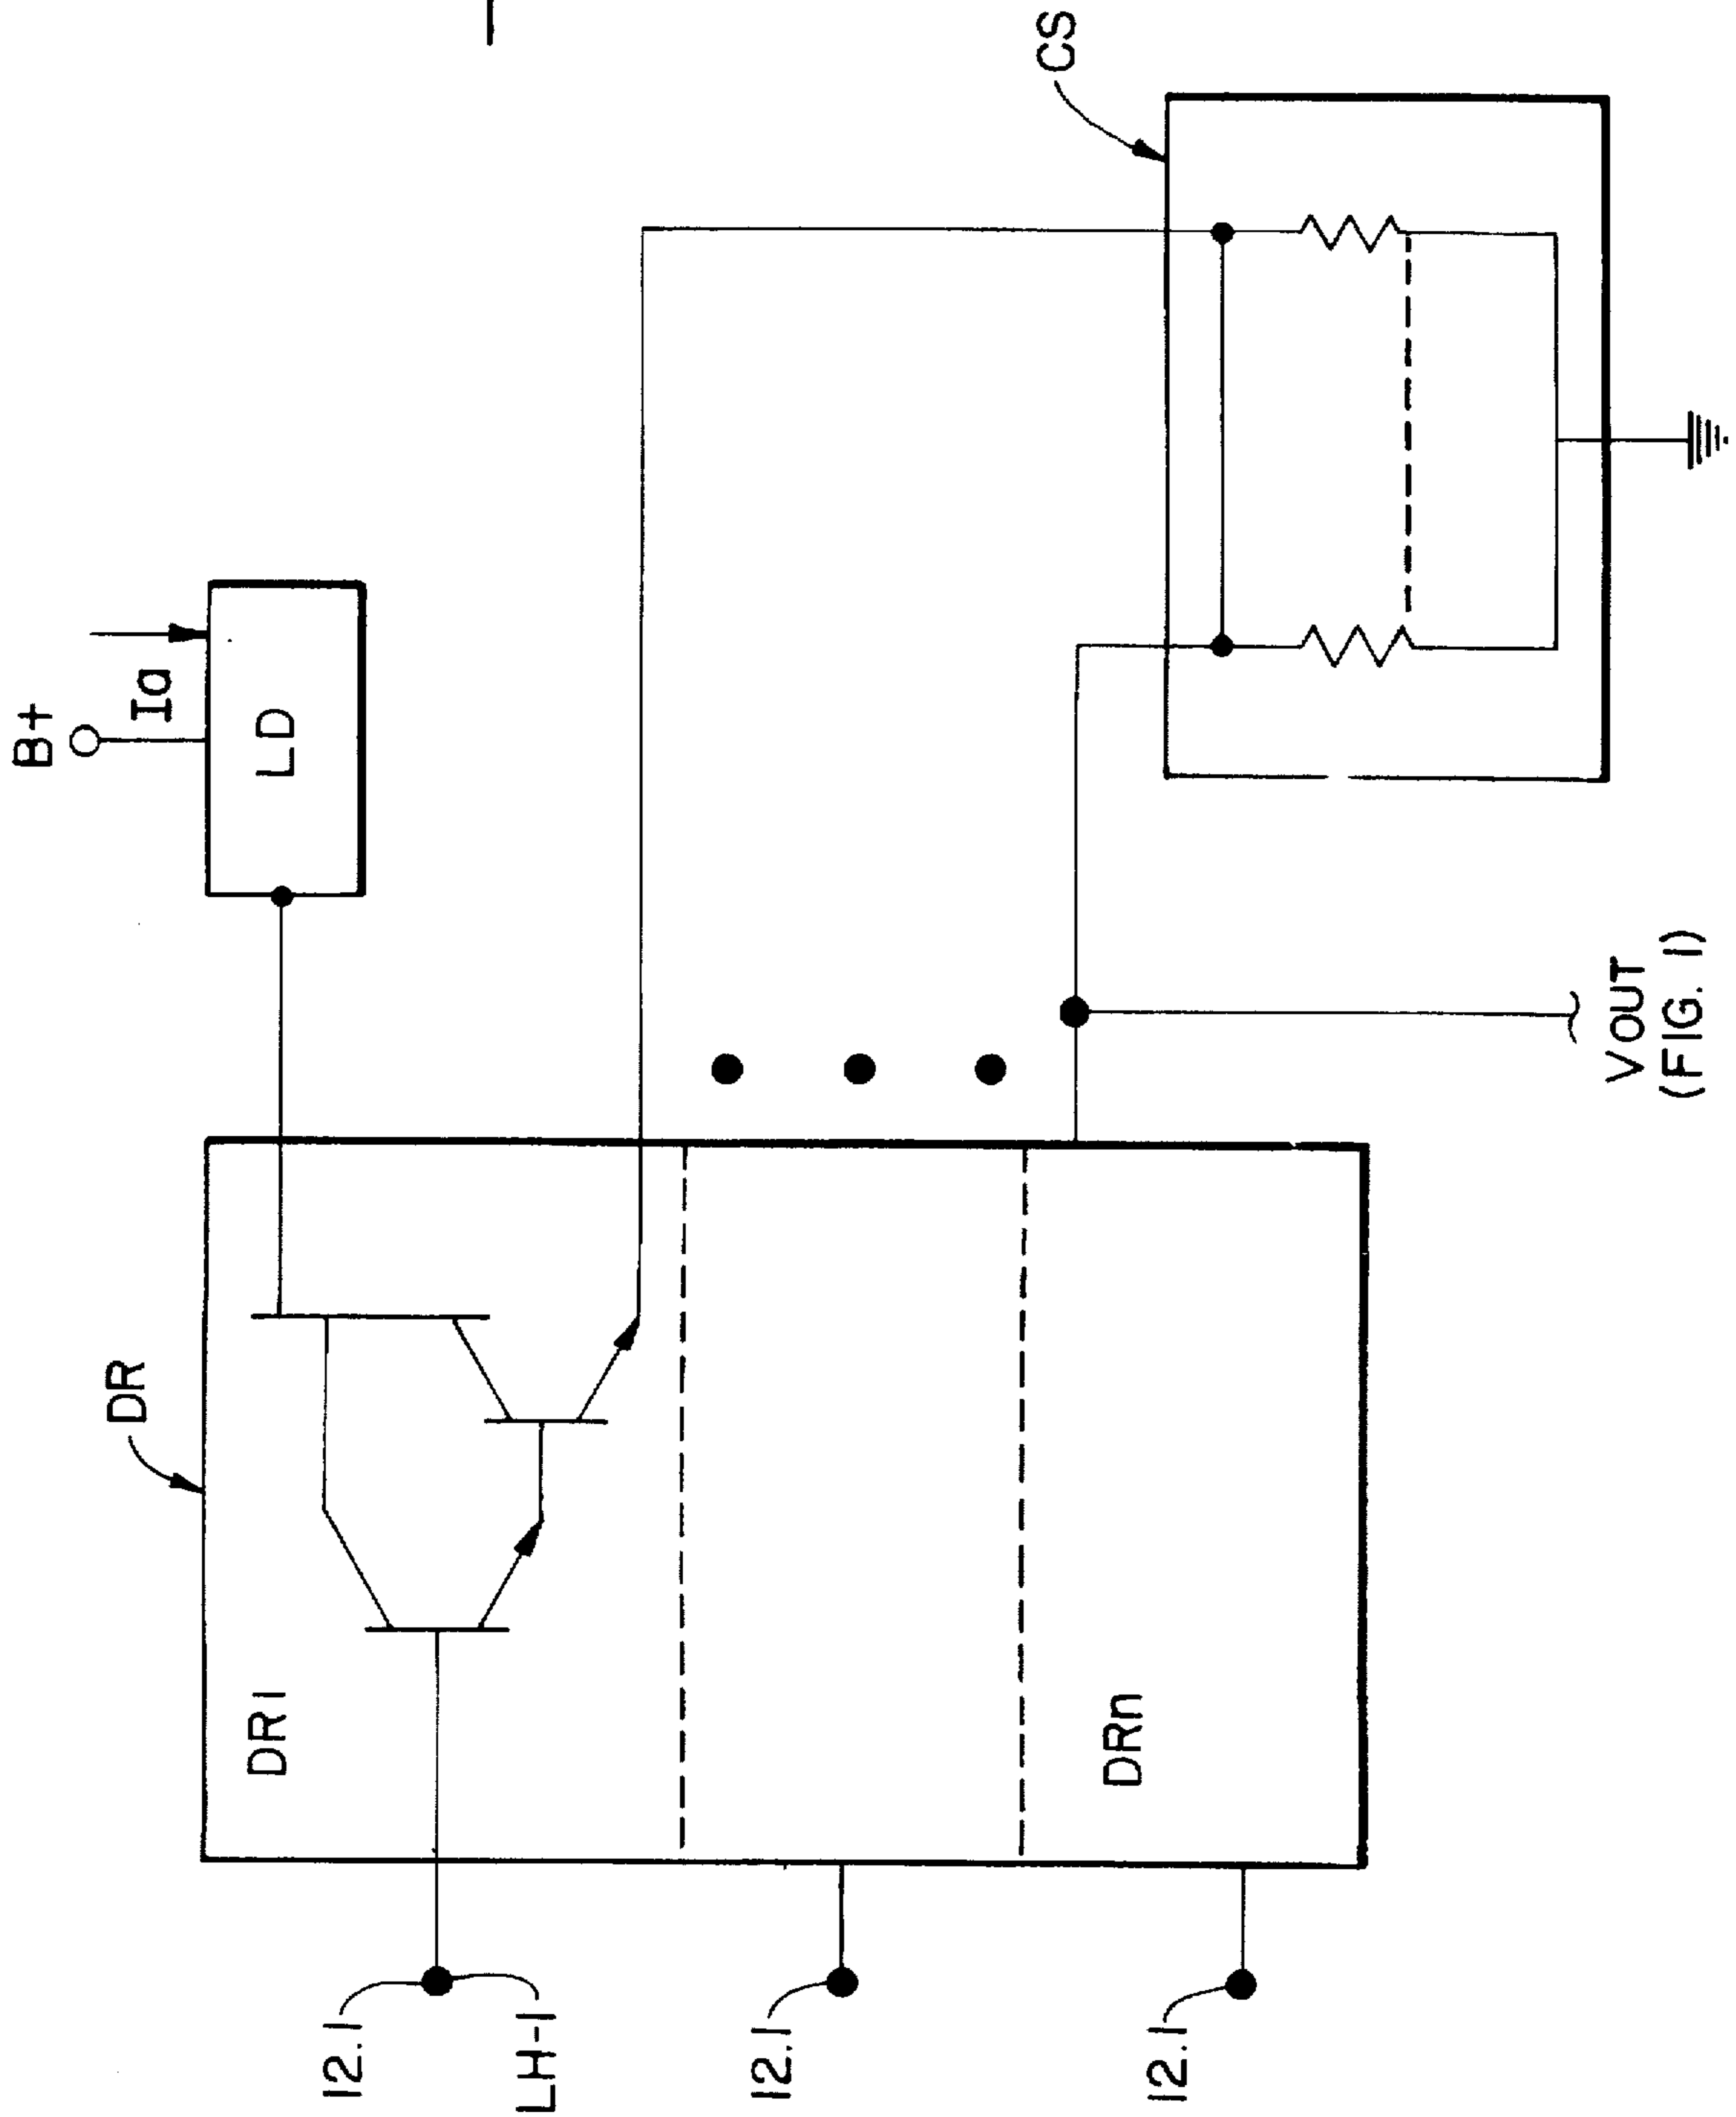 B+
Ia
LD
DR
DR1
DRn
12.1
LH-1
12.1
12.1
CS
VOUT
(FIG. 1)